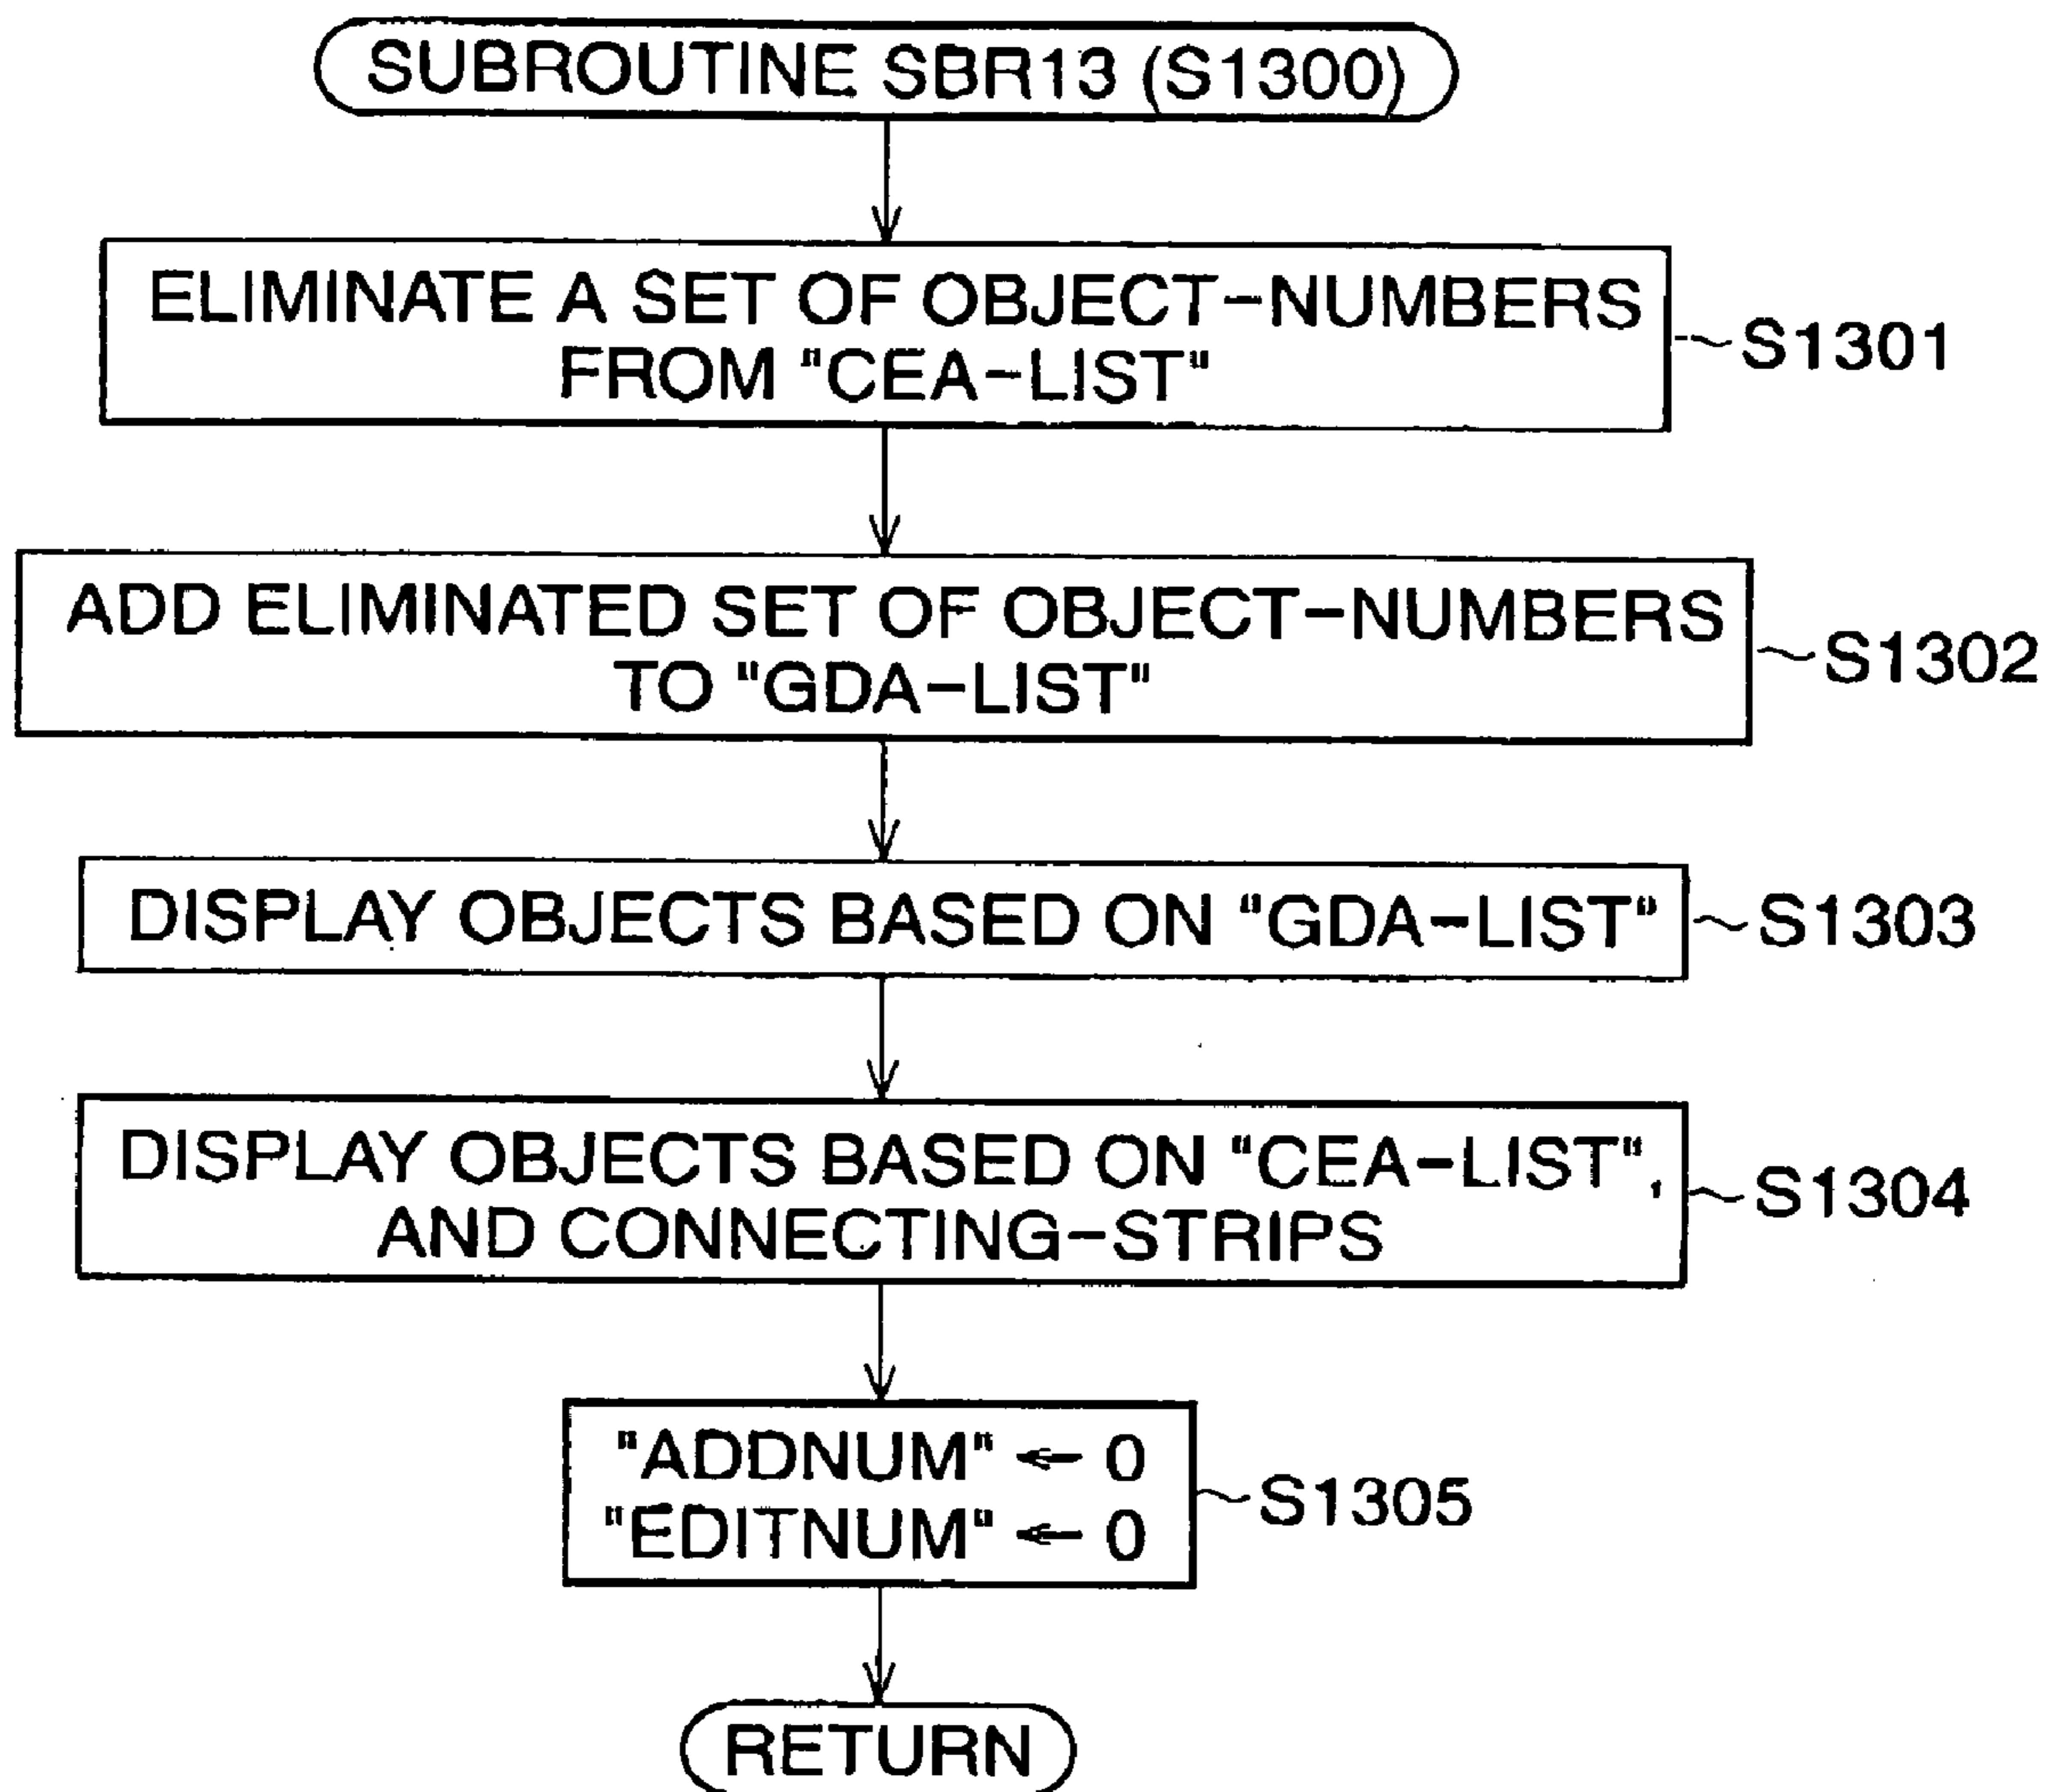 SUBROUTINE SBR13 (S1300)
ELIMINATE A SET OF OBJECT-NUMBERS
FROM "CEA-LIST"
S1301
ADD ELIMINATED SET OF OBJECT-NUMBERS
TO "GDA-LIST"
S1302
DISPLAY OBJECTS BASED ON "GDA-LIST"
S1303
DISPLAY OBJECTS BASED ON "CEA-LIST",
AND CONNECTING-STRIPS
S1304
"ADDNUM" ← 0
"EDITNUM" ← 0
S1305
RETURN